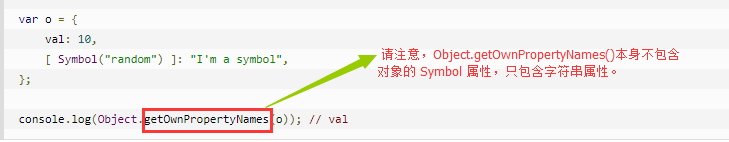 var o = {
val: 10,
[ Symbol("random") ]: "I'm a symbol",
};
请注意，Object.getOwnPropertyNames()本身不包含
对象的 Symbol 属性，只包含字符串属性。
console.log(Object.getOwnPropertyNames(o)); // val